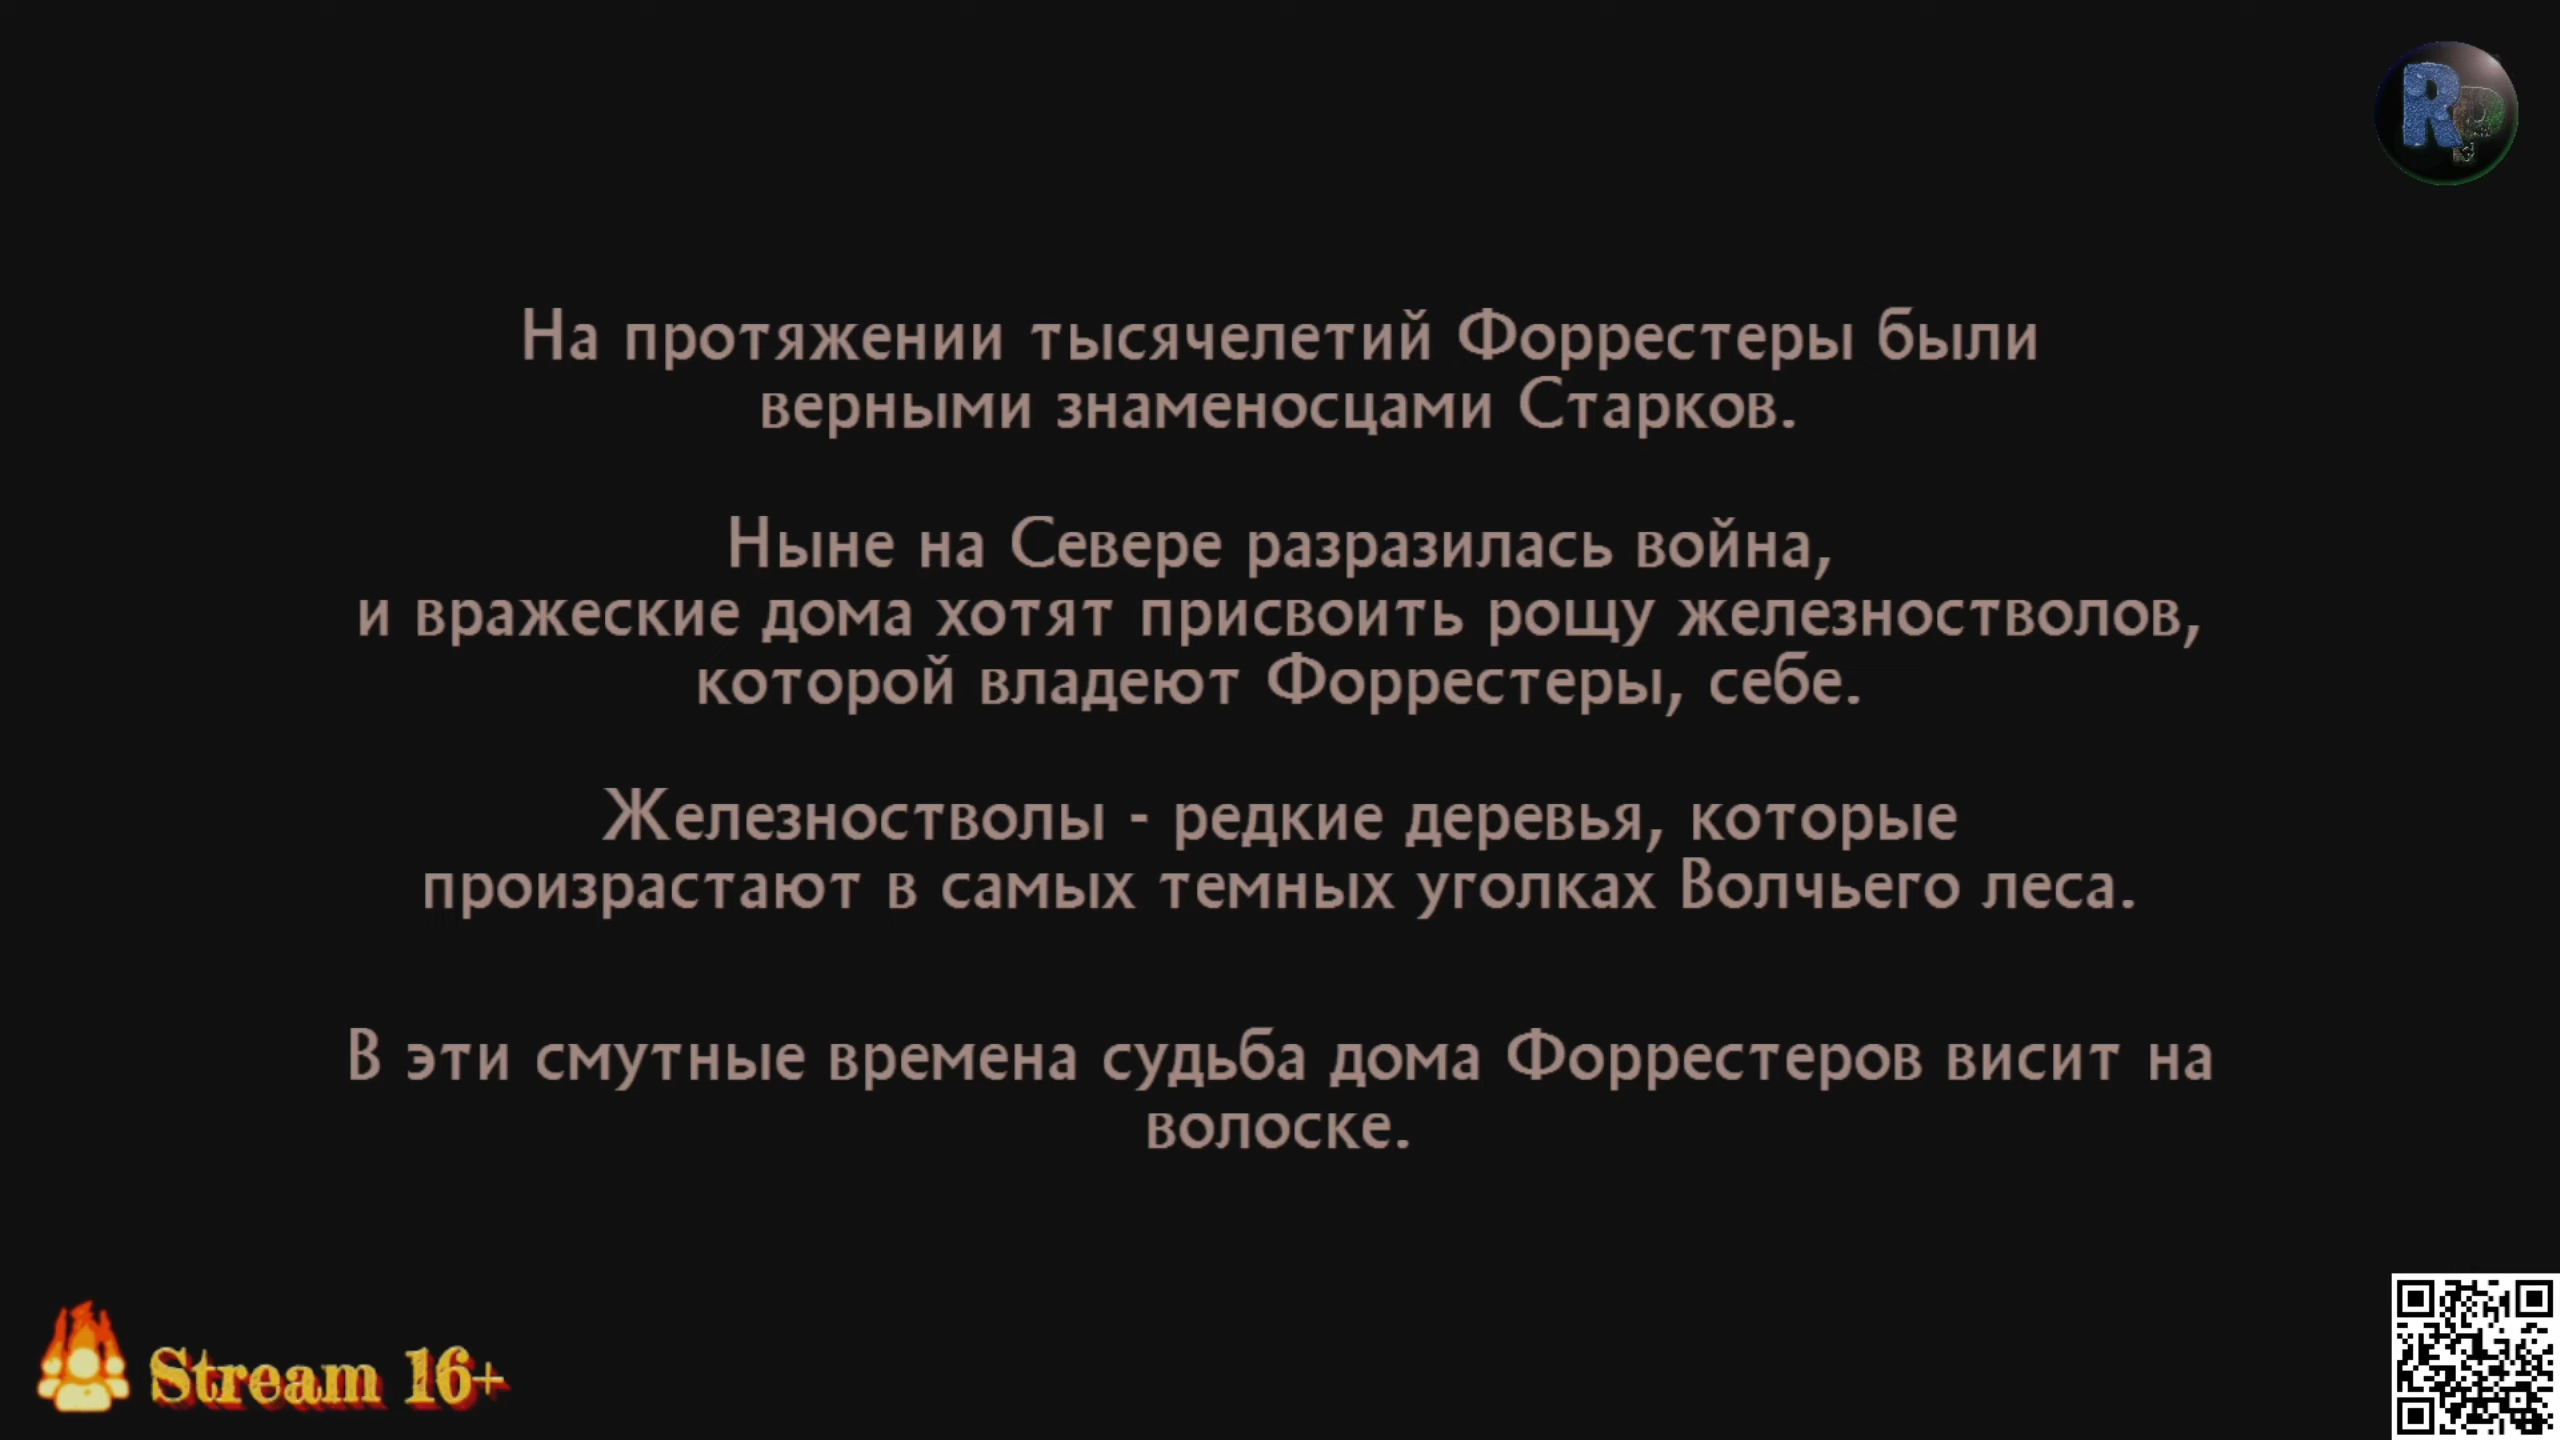 На протяжении тысячелетий Форрестеры были
верными знаменосцами Старков.
Ныне на Севере разразилась война,
и вражеские дома хотят присвоить рощу железностволов,
которой владеют Форрестеры, себе.
Железностволы - редкие деревья, которые
произрастают в самых темных уголках Волчьего леса.
В эти смутные времена судьба дома Форрестеров висит на
волоске.
Stream 16+
R